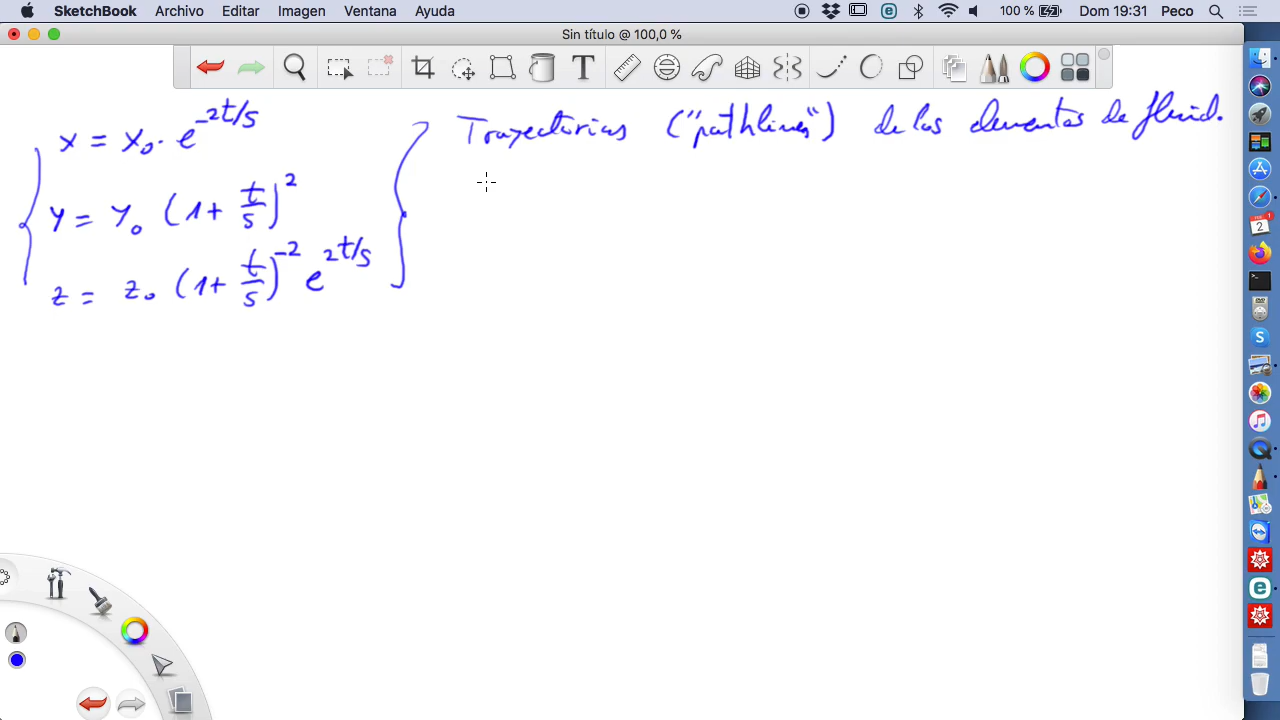 SketchBook Archivo Editar Imagen Ventana Ayuda 100 % Dom 19:31 Peco
Sin título @ 100,0 %
x = x₀ · e^(-2t/s)
y = y₀ (1 + t/s)^2
z = z₀ (1 + t/s)^(-2) e^(2t/s)
Trayectorias ("pathlines") de los elementos de fluid.